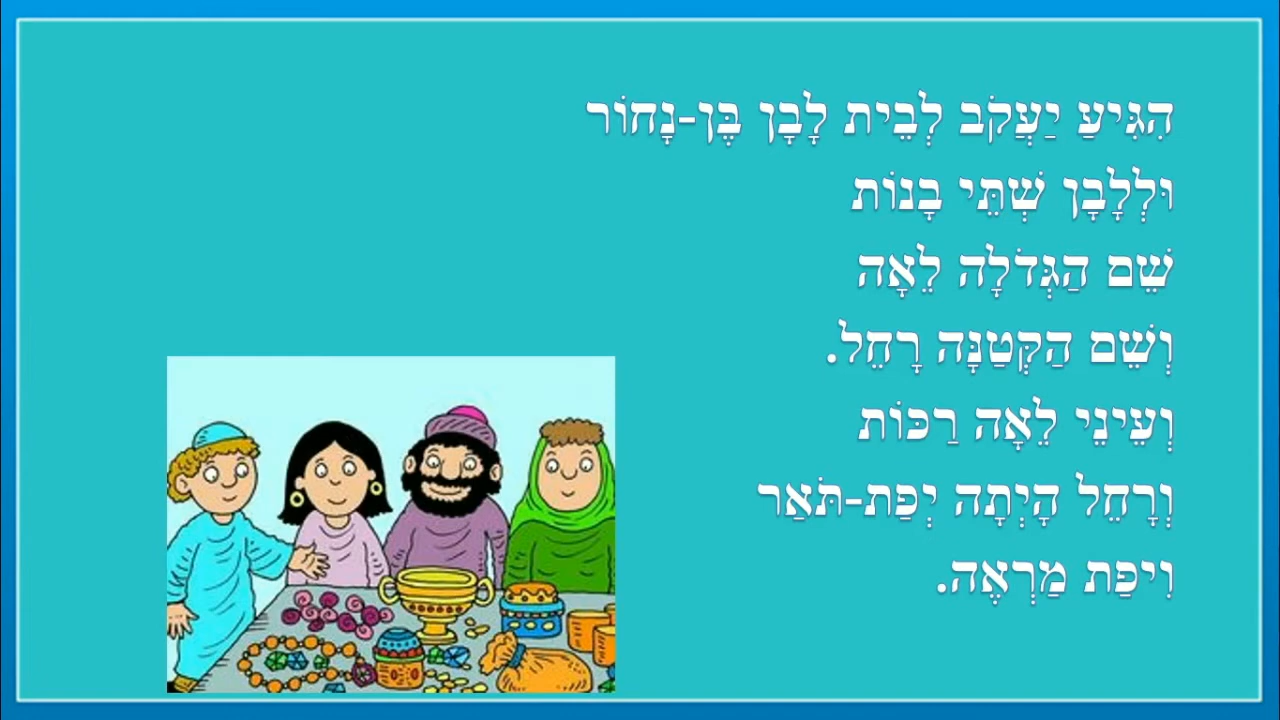 הִגִּיעַ יַעֲקֹב לְבֵית לָבָן בֶּן-נָחוֹר
וּלְלָבָן שְׁתֵּי בָנוֹת
שֵׁם הַגְּדֹלָה לֵאָה
וְשֵׁם הַקְּטַנָּה רָחֵל.
וְעֵינֵי לֵאָה רַכּוֹת
וְרָחֵל הָיְתָה יְפַת-תֹּאַר
וִיפַת מַרְאֶה.